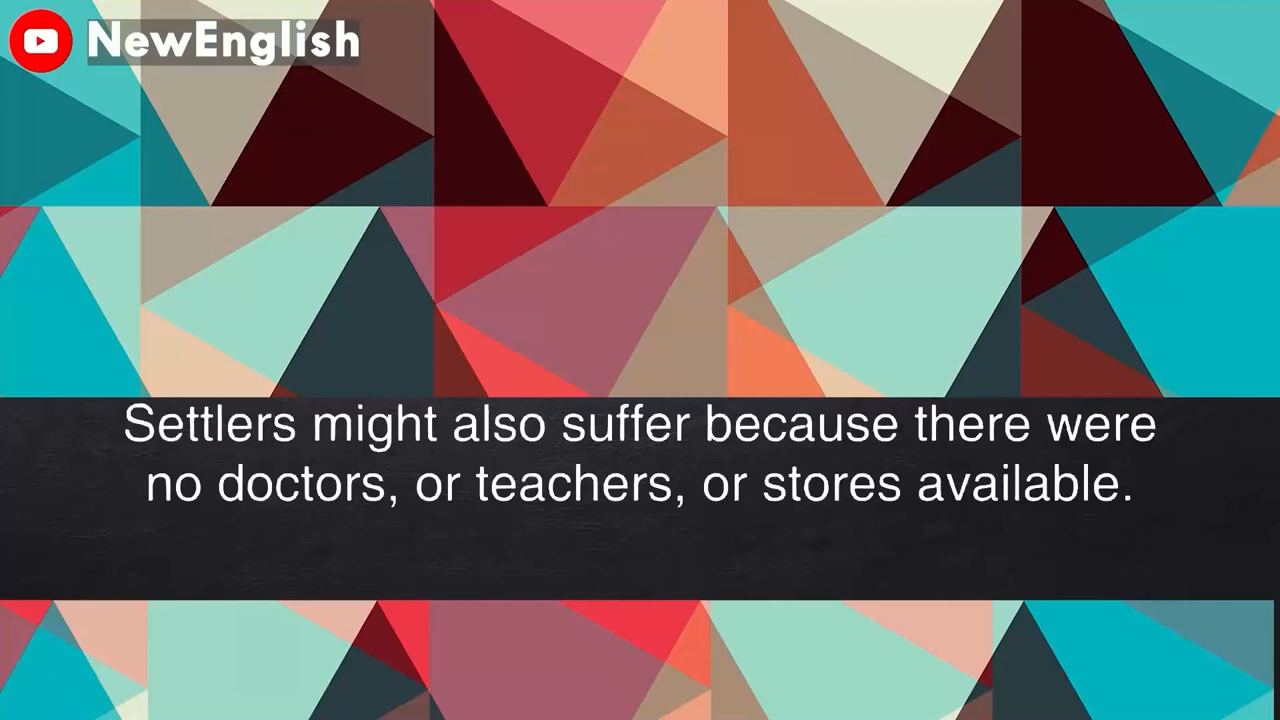 NewEnglish
Settlers might also suffer because there were
no doctors, or teachers, or stores available.